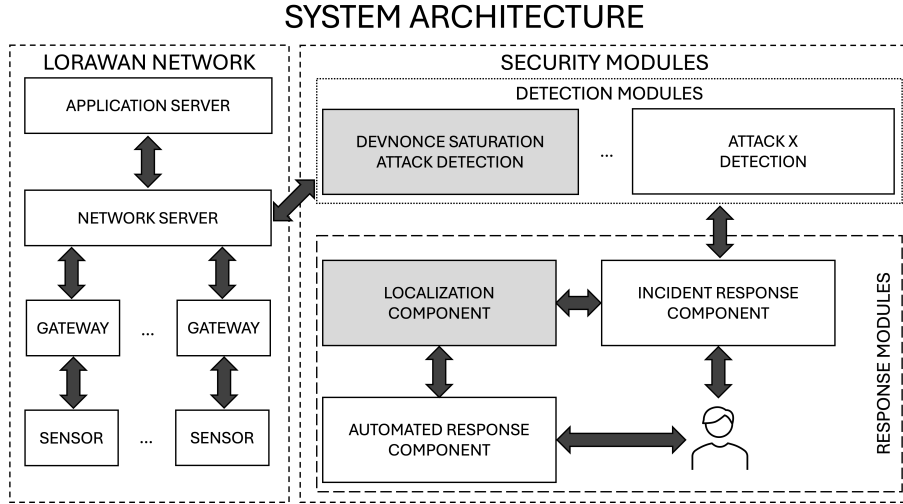 SYSTEM ARCHITECTURE
LORAWAN NETWORK
APPLICATION SERVER
NETWORK SERVER
GATEWAY ... GATEWAY
SENSOR ... SENSOR
SECURITY MODULES
DETECTION MODULES
DEVNONCE SATURATION
ATTACK DETECTION
...
ATTACK X
DETECTION
LOCALIZATION
COMPONENT
INCIDENT RESPONSE
COMPONENT
AUTOMATED RESPONSE
COMPONENT
RESPONSE MODULES